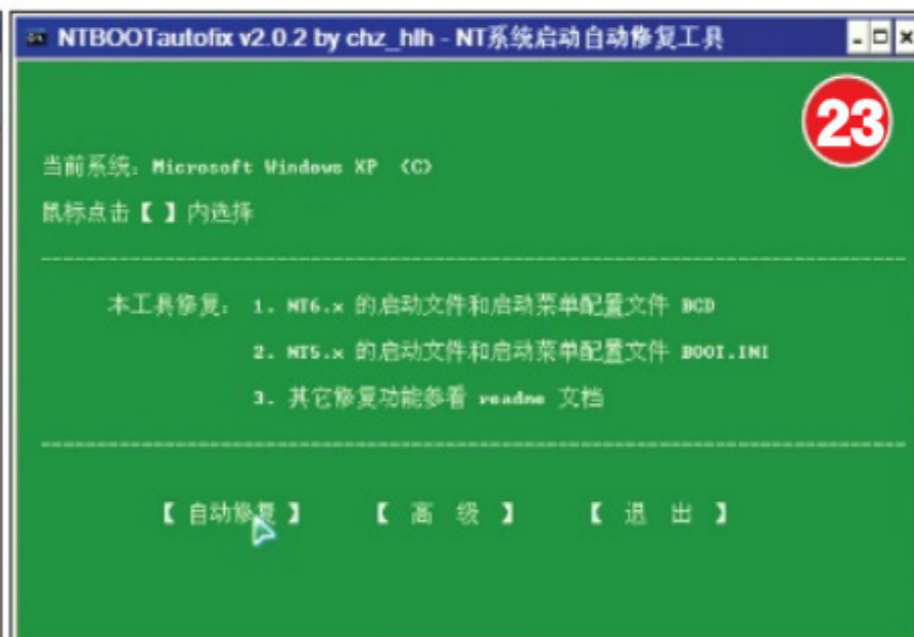 NTBOOTautofix v2.0.2 by chz_hlh - NT系统启动自动修复工具
23
当前系统: Microsoft Windows XP (C)
鼠标点击【 】内选择
本工具修复: 1. NT6.x 的启动文件和启动菜单配置文件 BCD
2. NT5.x 的启动文件和启动菜单配置文件 BOOT.INI
3. 其它修复功能参看 readme 文档
【 自动修复 】 【 高 级 】 【 退 出 】